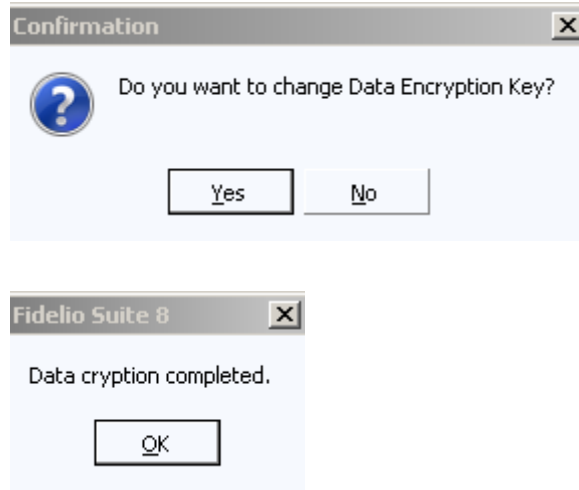 Confirmation
Do you want to change Data Encryption Key?
Yes No
Fidelio Suite 8
Data cryption completed.
OK